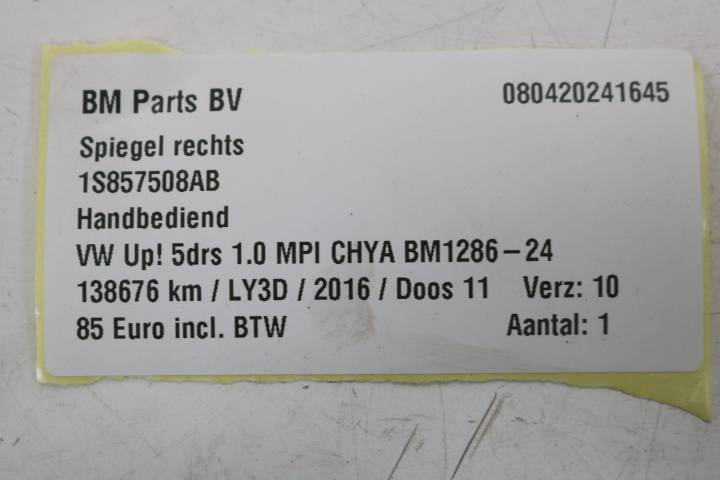 BM Parts BV 080420241645
Spiegel rechts
1S857508AB
Handbediend
VW Up! 5drs 1.0 MPI CHYA BM1286-24
138676 km / LY3D / 2016 / Doos 11 Verz: 10
85 Euro incl. BTW Aantal: 1